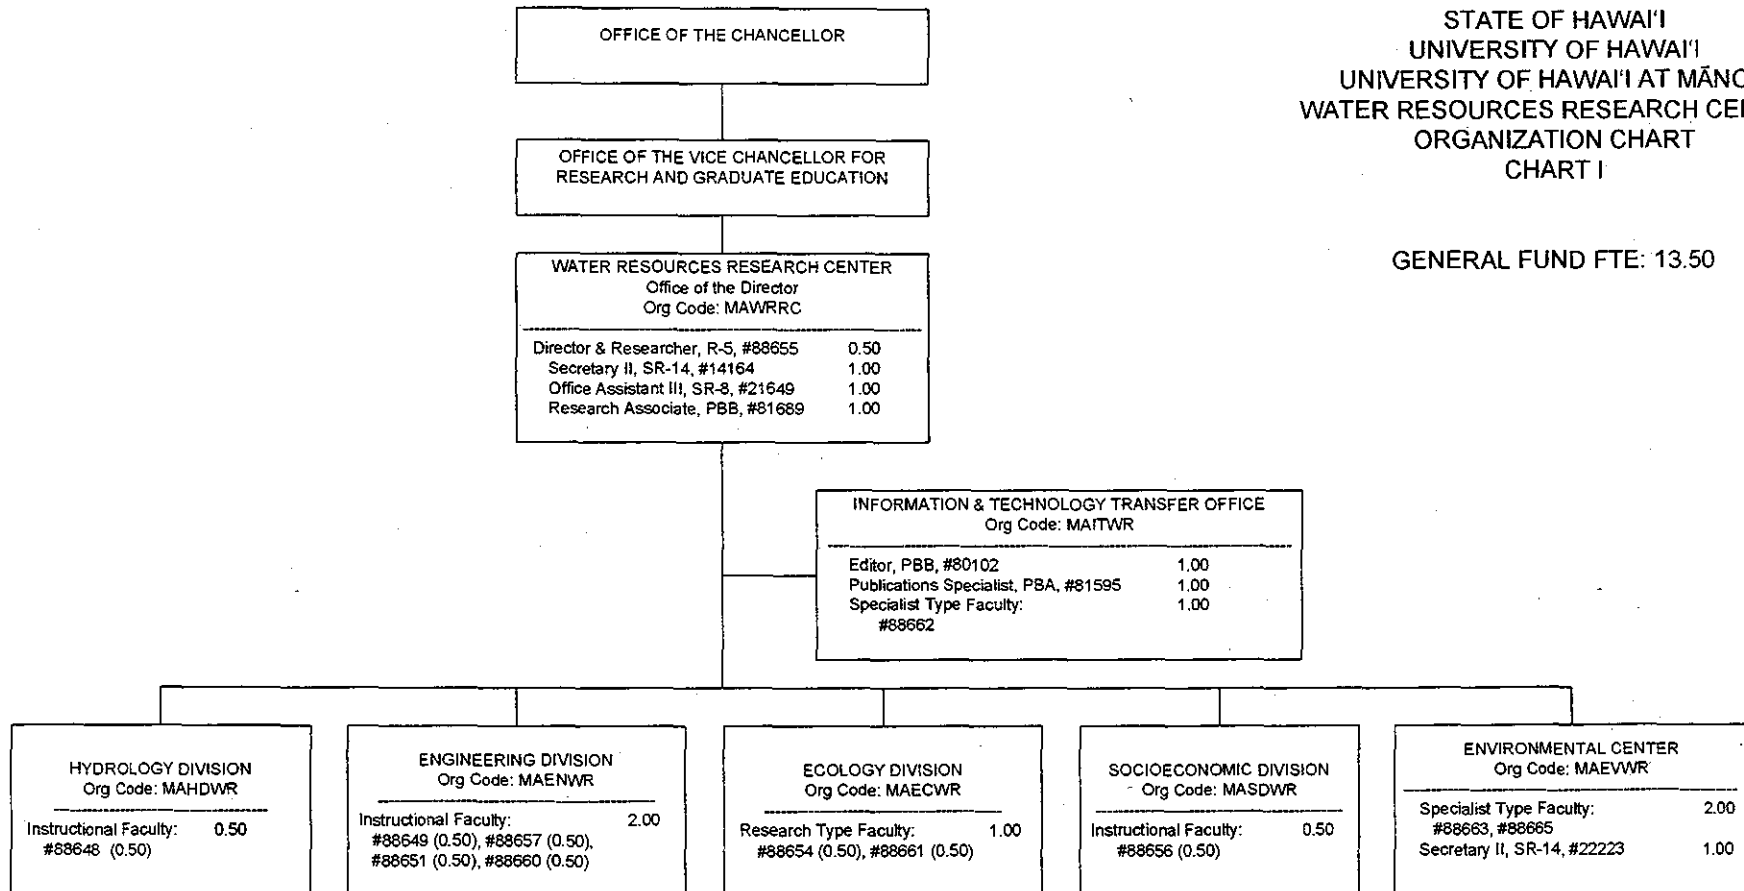 OFFICE OF THE CHANCELLOR
STATE OF HAWAI'I
UNIVERSITY OF HAWAI'I
UNIVERSITY OF HAWAI'I AT MĀNO
WATER RESOURCES RESEARCH CEN
ORGANIZATION CHART
CHART I
OFFICE OF THE VICE CHANCELLOR FOR
RESEARCH AND GRADUATE EDUCATION
GENERAL FUND FTE: 13.50
WATER RESOURCES RESEARCH CENTER
Office of the Director
Org Code: MAWRRC
Director & Researcher, R-5, #88655 0.50
Secretary II, SR-14, #14164 1.00
Office Assistant III, SR-8, #21649 1.00
Research Associate, PBB, #81689 1.00
INFORMATION & TECHNOLOGY TRANSFER OFFICE
Org Code: MAITWR
Editor, PBB, #80102 1.00
Publications Specialist, PBA, #81595 1.00
Specialist Type Faculty: 1.00
#88662
HYDROLOGY DIVISION
Org Code: MAHDWR
Instructional Faculty: 0.50
#88648 (0.50)
ENGINEERING DIVISION
Org Code: MAENWR
Instructional Faculty: 2.00
#88649 (0.50), #88657 (0.50),
#88651 (0.50), #88660 (0.50)
ECOLOGY DIVISION
Org Code: MAECWR
Research Type Faculty: 1.00
#88654 (0.50), #88661 (0.50)
SOCIOECONOMIC DIVISION
Org Code: MASDWR
Instructional Faculty: 0.50
#88656 (0.50)
ENVIRONMENTAL CENTER
Org Code: MAEVWR
Specialist Type Faculty: 2.00
#88663, #88665
Secretary II, SR-14, #22223 1.00